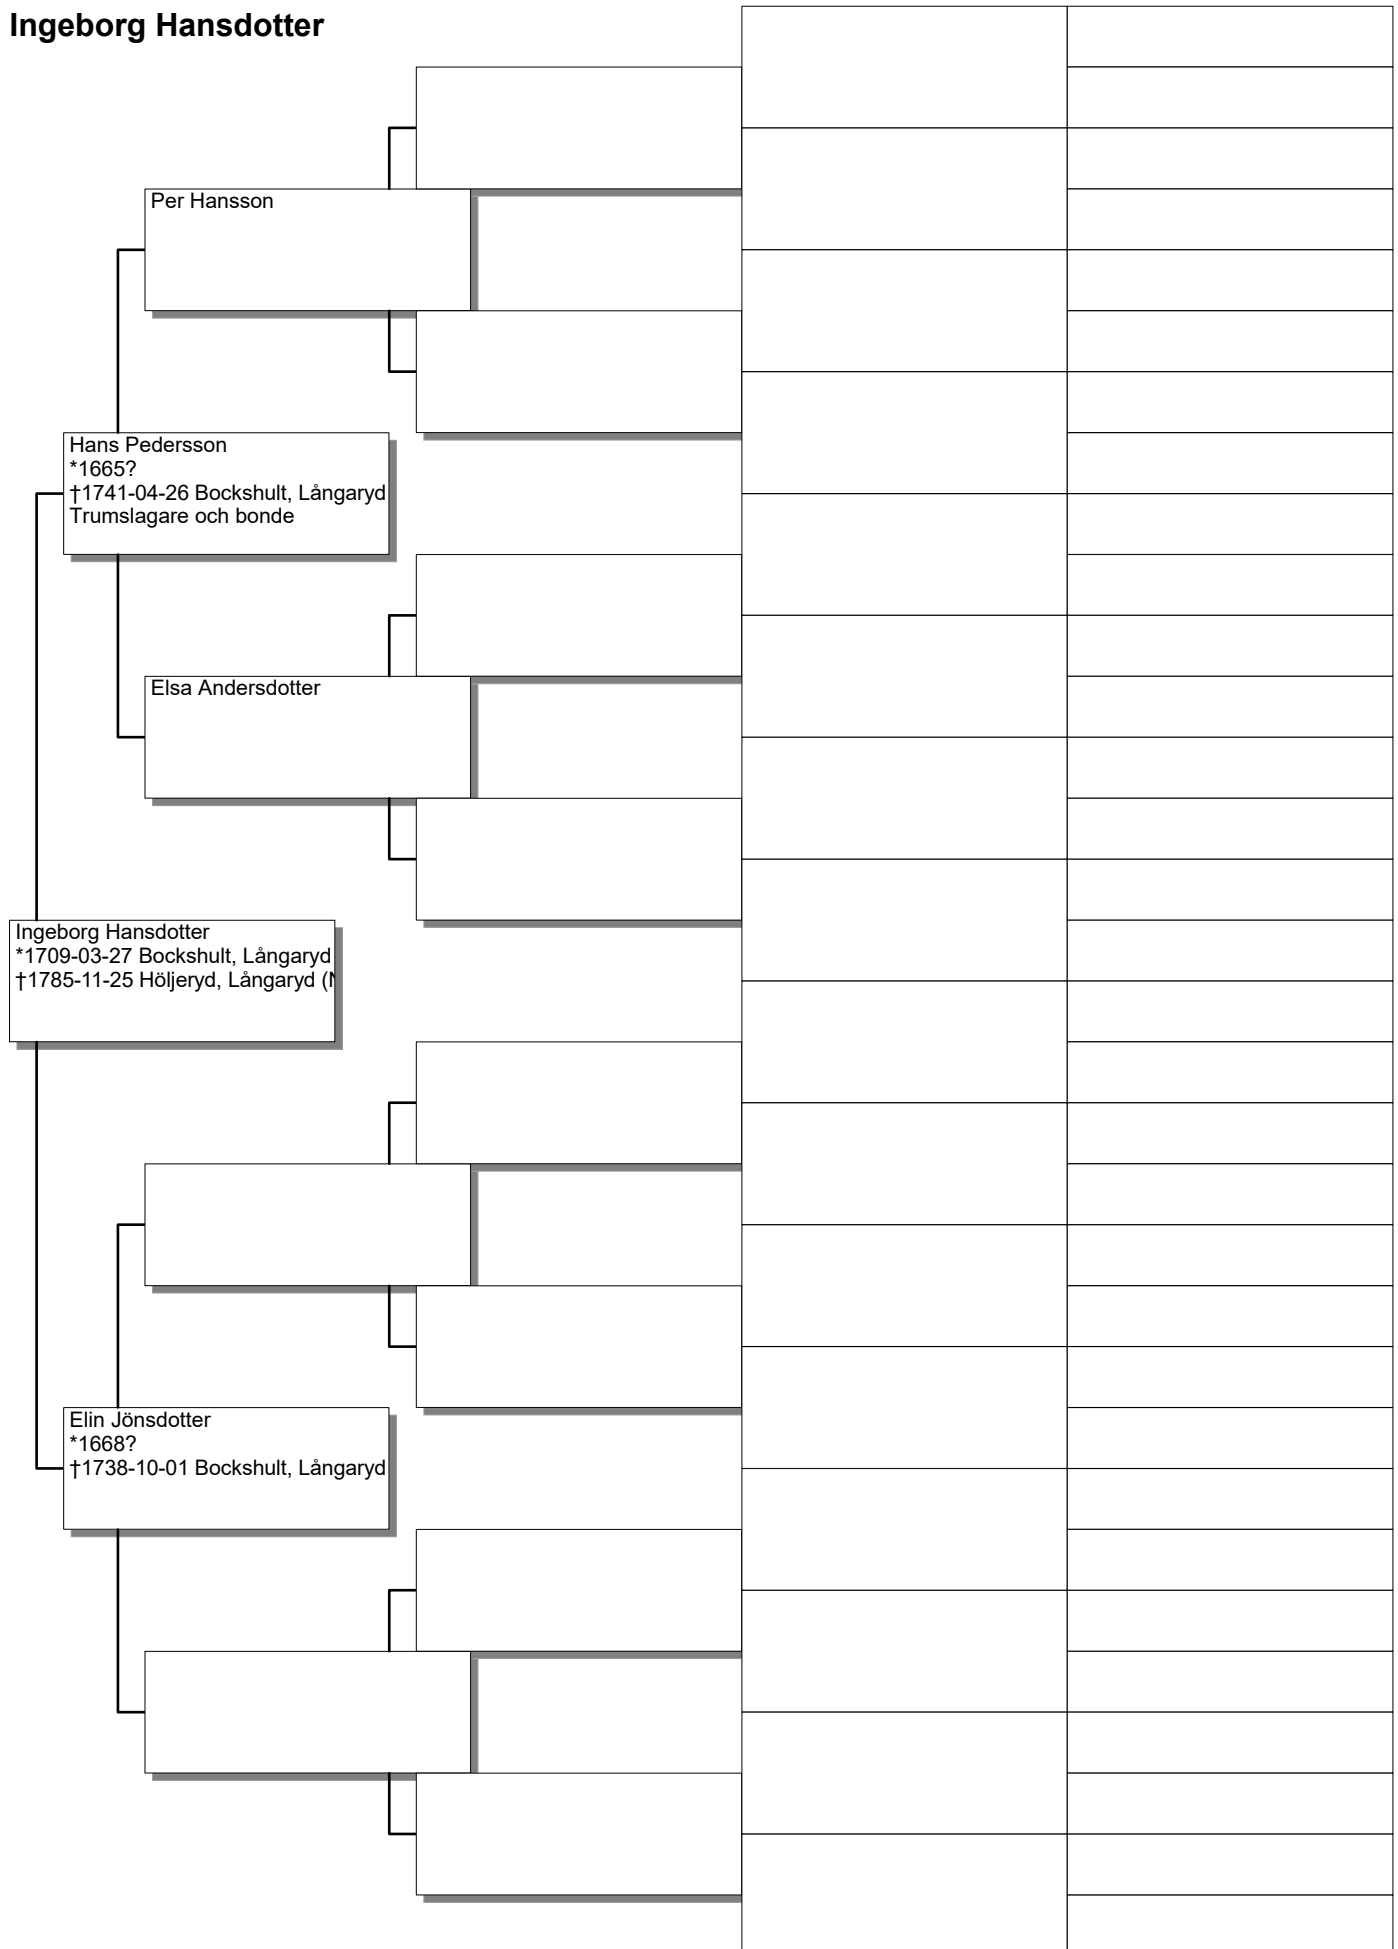 Ingeborg Hansdotter
Per Hansson
Hans Pedersson
*1665?
†1741-04-26 Bockshult, Långaryd
Trumslagare och bonde
Elsa Andersdotter
Ingeborg Hansdotter
*1709-03-27 Bockshult, Långaryd
†1785-11-25 Höljeryd, Långaryd (
Elin Jönsdotter
*1668?
†1738-10-01 Bockshult, Långaryd